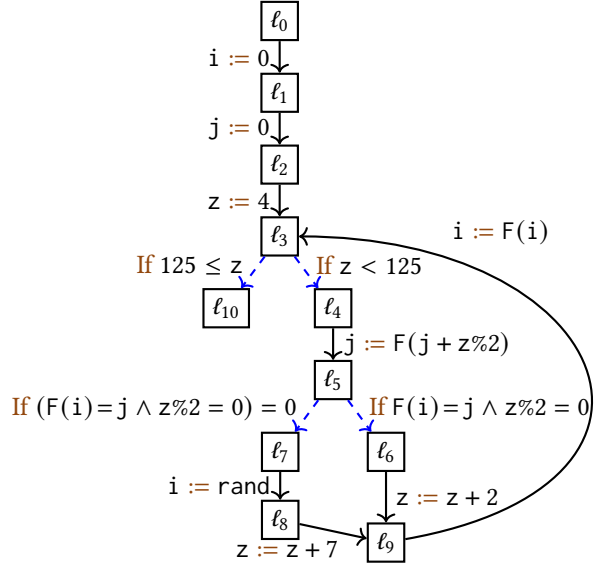 ℓ0
i := 0
ℓ1
j := 0
ℓ2
z := 4
ℓ3
i := F(i)
If 125 ≤ z
If z < 125
ℓ10
ℓ4
j := F(j + z%2)
ℓ5
If (F(i) = j ∧ z%2 = 0) = 0
If F(i) = j ∧ z%2 = 0
ℓ7
ℓ6
i := rand
z := z + 2
ℓ8
ℓ9
z := z + 7